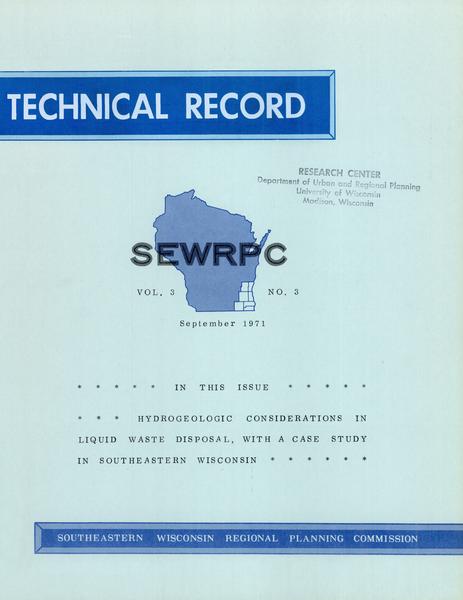 TECHNICAL RECORD
RESEARCH CENTER
Department of Urban and Regional Planning
University of Wisconsin
Madison, Wisconsin
SEWRPC
VOL. 3 NO. 3
September 1971
* * * * * IN THIS ISSUE * * * * *
* * * HYDROGEOLOGIC CONSIDERATIONS IN
LIQUID WASTE DISPOSAL, WITH A CASE STUDY
IN SOUTHEASTERN WISCONSIN * * * * * *
SOUTHEASTERN WISCONSIN REGIONAL PLANNING COMMISSION